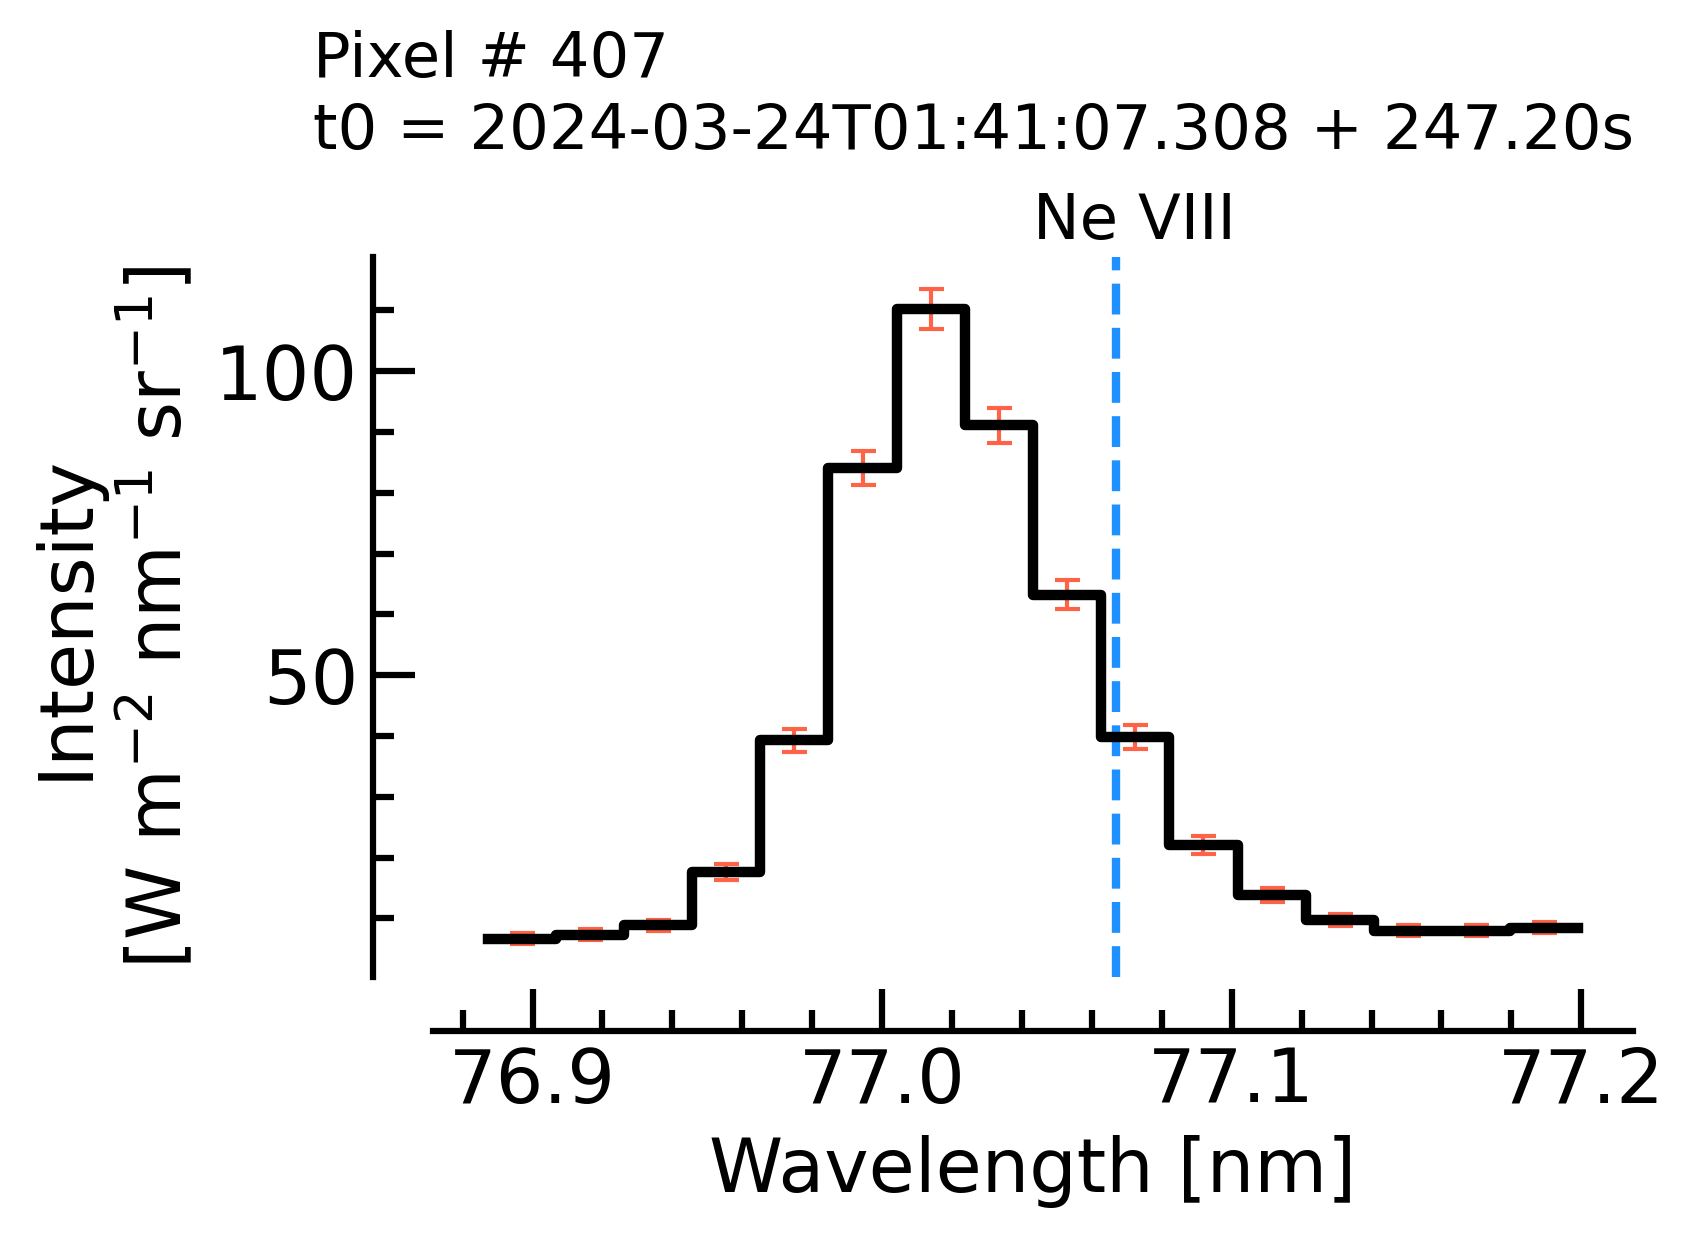 Pixel # 407
t0 = 2024-03-24T01:41:07.308 + 247.20s
Ne VIII
Intensity
[W m⁻² nm⁻¹ sr⁻¹]
100
50
76.9 77.0 77.1 77.2
Wavelength [nm]